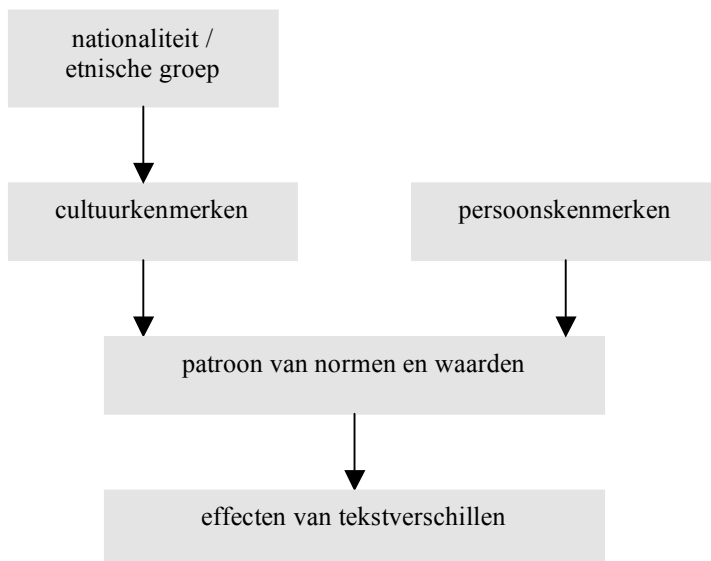 nationaliteit /
etnische groep
cultuurkenmerken
persoonskenmerken
patroon van normen en waarden
effecten van tekstverschillen